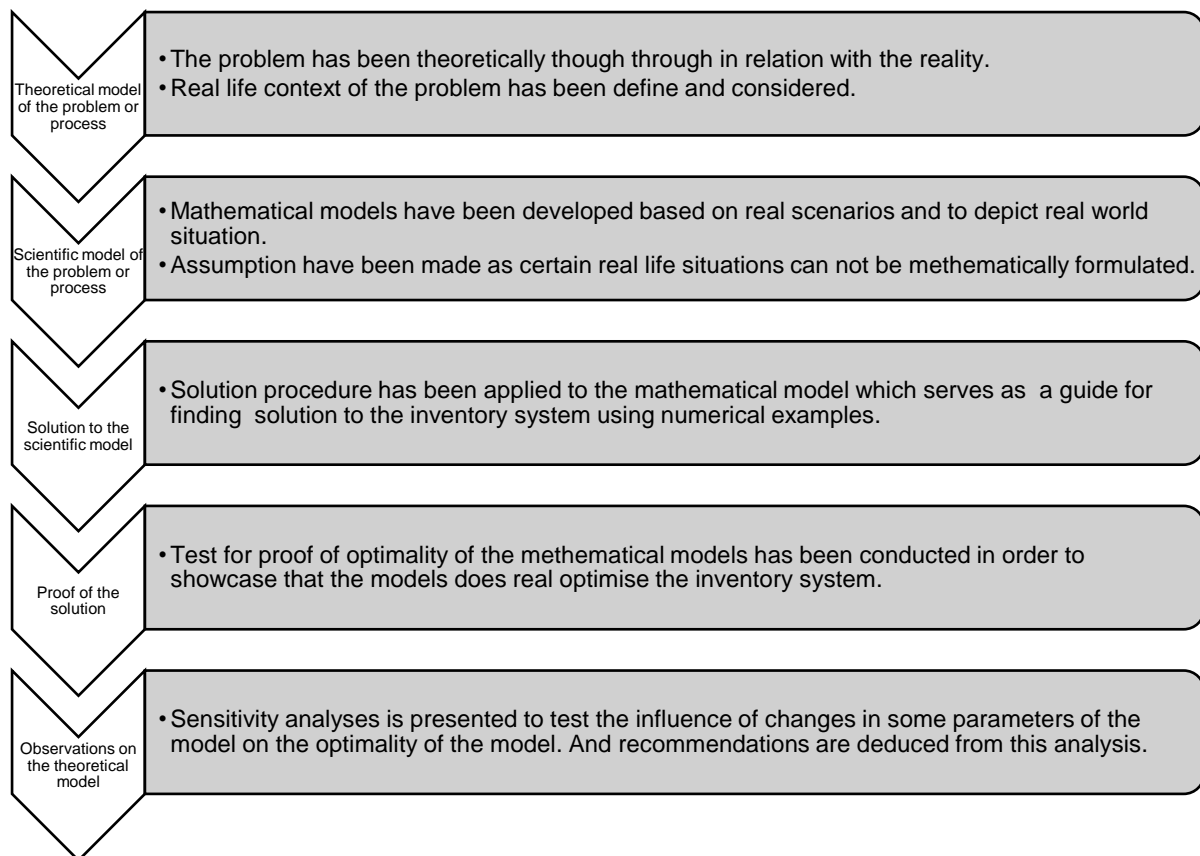 Theoretical model
of the problem or
process
• The problem has been theoretically though through in relation with the reality.
• Real life context of the problem has been define and considered.
Scientific model of
the problem or
process
• Mathematical models have been developed based on real scenarios and to depict real world
situation.
• Assumption have been made as certain real life situations can not be methematically formulated.
Solution to the
scientific model
• Solution procedure has been applied to the mathematical model which serves as a guide for
finding solution to the inventory system using numerical examples.
Proof of the
solution
• Test for proof of optimality of the methematical models has been conducted in order to
showcase that the models does real optimise the inventory system.
Observations on
the theoretical
model
• Sensitivity analyses is presented to test the influence of changes in some parameters of the
model on the optimality of the model. And recommendations are deduced from this analysis.